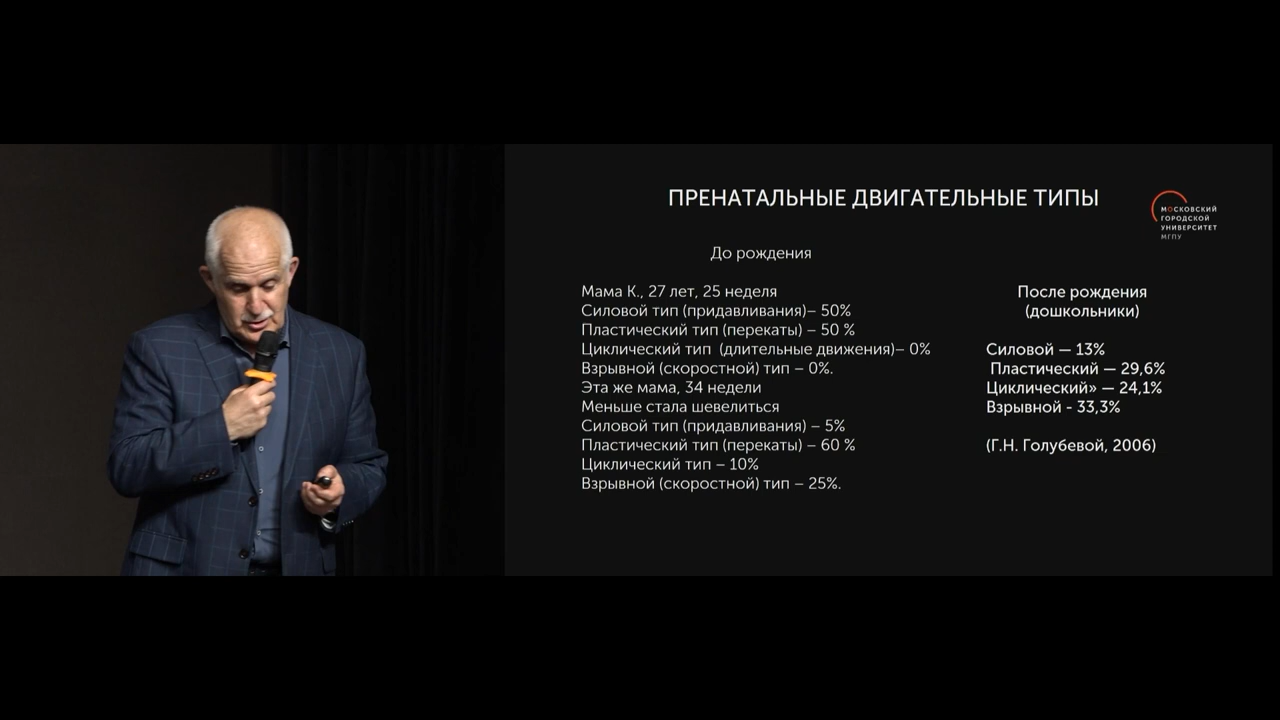 ПРЕНАТАЛЬНЫЕ ДВИГАТЕЛЬНЫЕ ТИПЫ
МОСКОВСКИЙ
ГОРОДСКОЙ
УНИВЕРСИТЕТ
МГПУ
До рождения
Мама К., 27 лет, 25 неделя
Силовой тип (придавливания)– 50%
Пластический тип (перекаты) – 50 %
Циклический тип (длительные движения)– 0%
Взрывной (скоростной) тип – 0%.
Эта же мама, 34 недели
Меньше стала шевелиться
Силовой тип (придавливания) – 5%
Пластический тип (перекаты) – 60 %
Циклический тип – 10%
Взрывной (скоростной) тип – 25%.
После рождения
(дошкольники)
Силовой — 13%
Пластический — 29,6%
Циклический» — 24,1%
Взрывной - 33,3%
(Г.Н. Голубевой, 2006)